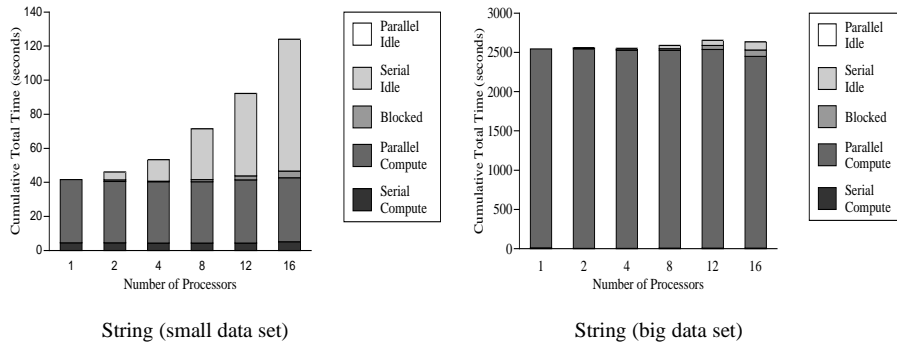 Cumulative Total Time (seconds)
140
120
100
80
60
40
20
0
1 2 4 8 12 16
Number of Processors
Parallel
Idle
Serial
Idle
Blocked
Parallel
Compute
Serial
Compute
String (small data set)
Cumulative Total Time (seconds)
3000
2500
2000
1500
1000
500
0
1 2 4 8 12 16
Number of Processors
Parallel
Idle
Serial
Idle
Blocked
Parallel
Compute
Serial
Compute
String (big data set)